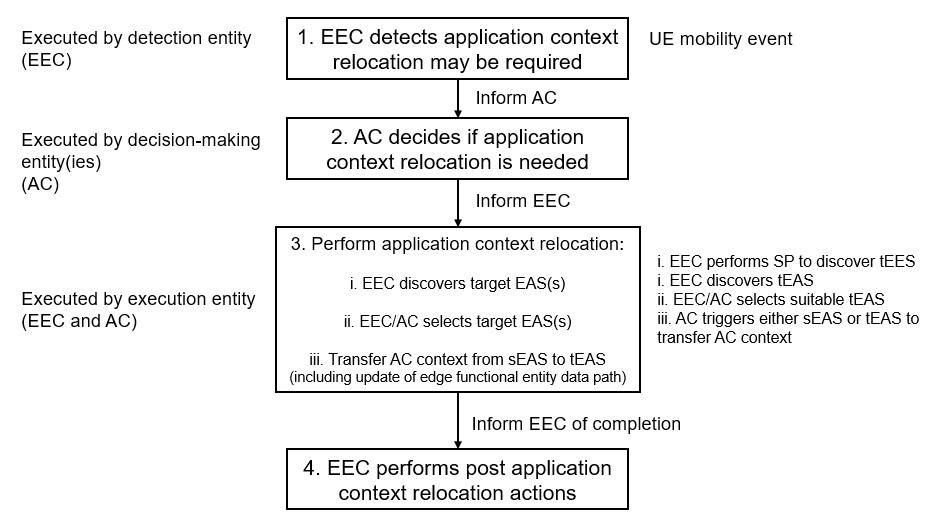 Executed by detection entity
(EEC)
1. EEC detects application context
relocation may be required
UE mobility event
Inform AC
Executed by decision-making
entity(ies)
(AC)
2. AC decides if application
context relocation is needed
Inform EEC
Executed by execution entity
(EEC and AC)
3. Perform application context relocation:
i. EEC discovers target EAS(s)
ii. EEC/AC selects target EAS(s)
iii. Transfer AC context from sEAS to tEAS
(including update of edge functional entity data path)
i. EEC performs SP to discover tEES
i. EEC discovers tEAS
ii. EEC/AC selects suitable tEAS
iii. AC triggers either sEAS or tEAS to
transfer AC context
Inform EEC of completion
4. EEC performs post application
context relocation actions